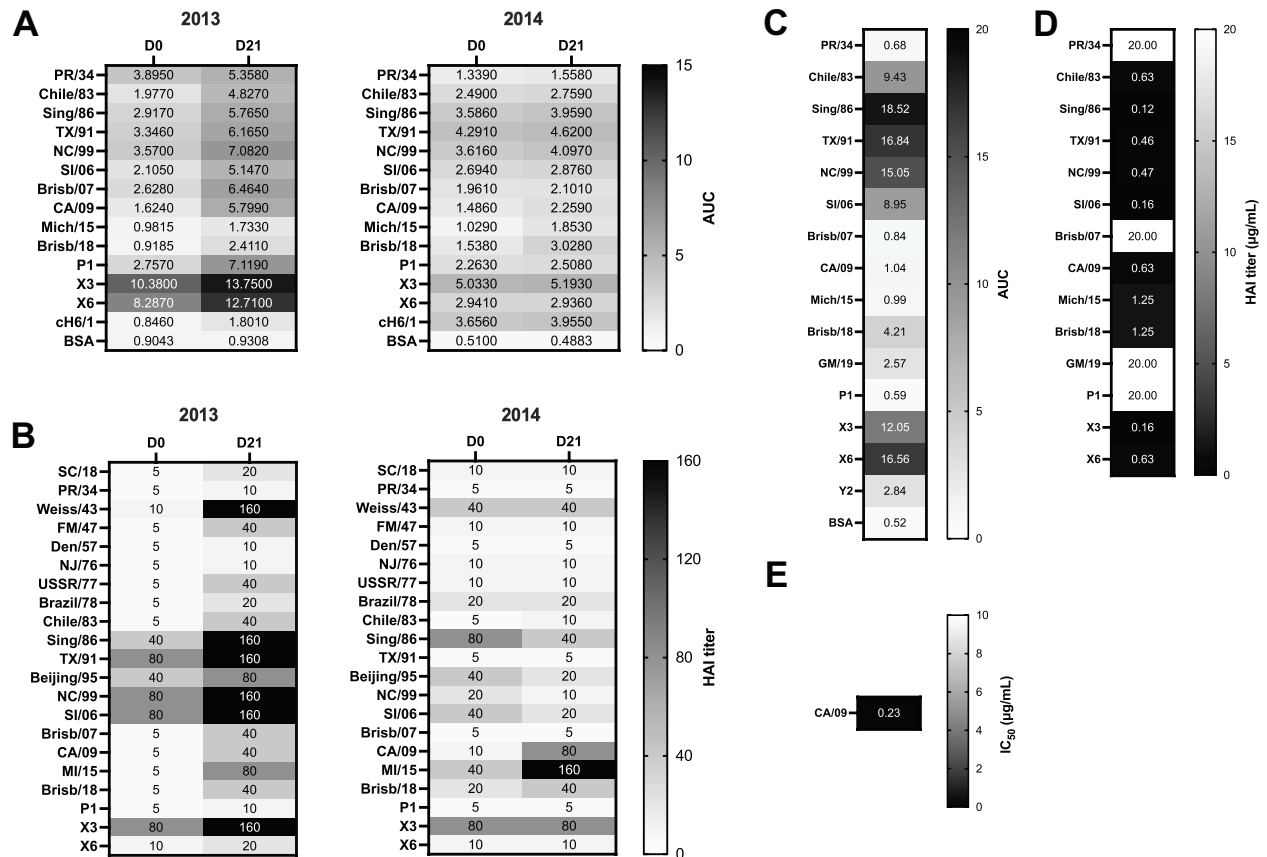 A
2013
D0 D21
PR/34 3.8950 5.3580
Chile/83 1.9770 4.8270
Sing/86 2.9170 5.7650
TX/91 3.3460 6.1650
NC/99 3.5700 7.0820
SI/06 2.1050 5.1470
Brisb/07 2.6280 6.4640
CA/09 1.6240 5.7990
Mich/15 0.9815 1.7330
Brisb/18 0.9185 2.4110
P1 2.7570 7.1190
X3 10.3800 13.7500
X6 8.2870 12.7100
cH6/1 0.8460 1.8010
BSA 0.9043 0.9308
2014
D0 D21
1.3390 1.5580
2.4900 2.7590
3.5860 3.9590
4.2910 4.6200
3.6160 4.0970
2.6940 2.8760
1.9610 2.1010
1.4860 2.2590
1.0290 1.8530
1.5380 3.0280
2.2630 2.5080
5.0330 5.1930
2.9410 2.9360
3.6560 3.9550
0.5100 0.4883
PR/34
Chile/83
Sing/86
TX/91
NC/99
SI/06
Brisb/07
CA/09
Mich/15
Brisb/18
P1
X3
X6
cH6/1
BSA
15
10
5
0
AUC
B
2013
D0 D21
SC/18 5 20
PR/34 5 10
Weiss/43 10 160
FM/47 5 40
Den/57 5 10
NJ/76 5 10
USSR/77 5 40
Brazil/78 5 20
Chile/83 5 40
Sing/86 40 160
TX/91 80 160
Beijing/95 40 80
NC/99 80 160
SI/06 80 160
Brisb/07 5 40
CA/09 5 40
MI/15 5 80
Brisb/18 5 40
P1 5 10
X3 80 160
X6 10 20
2014
D0 D21
SC/18 10 10
PR/34 5 5
Weiss/43 40 40
FM/47 10 10
Den/57 5 5
NJ/76 10 10
USSR/77 10 10
Brazil/78 20 20
Chile/83 5 10
Sing/86 80 40
TX/91 5 5
Beijing/95 40 20
NC/99 20 10
SI/06 40 20
Brisb/07 5 5
CA/09 10 80
MI/15 40 160
Brisb/18 20 40
P1 5 5
X3 80 80
X6 10 10
160
120
80
40
0
HAI titer
C
PR/34 0.68
Chile/83 9.43
Sing/86 18.52
TX/91 16.84
NC/99 15.05
SI/06 8.95
Brisb/07 0.84
CA/09 1.04
Mich/15 0.99
Brisb/18 4.21
GM/19 2.57
P1 0.59
X3 12.05
X6 16.56
Y2 2.84
BSA 0.52
20
15
10
5
0
AUC
D
PR/34 20.00
Chile/83 0.63
Sing/86 0.12
TX/91 0.46
NC/99 0.47
SI/06 0.16
Brisb/07 20.00
CA/09 0.63
Mich/15 1.25
Brisb/18 1.25
GM/19 20.00
P1 20.00
X3 0.16
X6 0.63
20
15
10
5
0
HAI titer (μg/mL)
E
CA/09 0.23
10
8
6
4
2
0
IC50 (μg/mL)